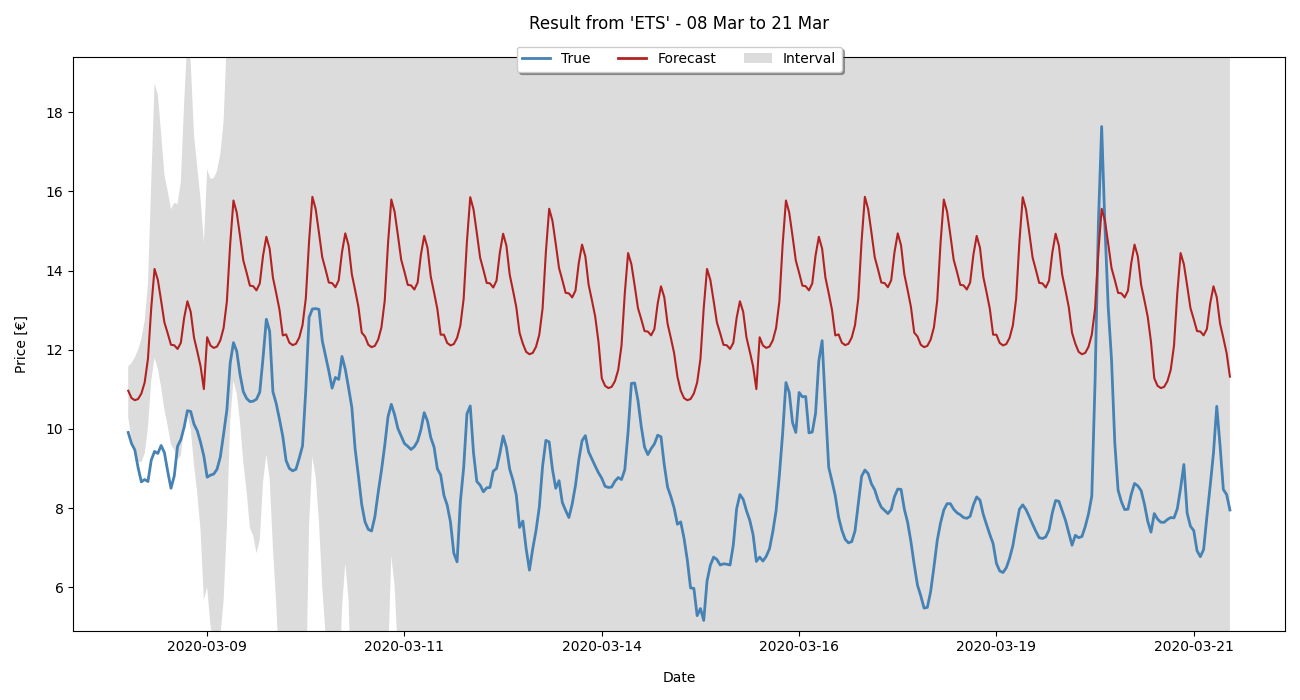 Result from 'ETS' - 08 Mar to 21 Mar
True Forecast Interval
Price [€]
18
16
14
12
10
8
6
2020-03-09 2020-03-11 2020-03-14 2020-03-16 2020-03-19 2020-03-21
Date